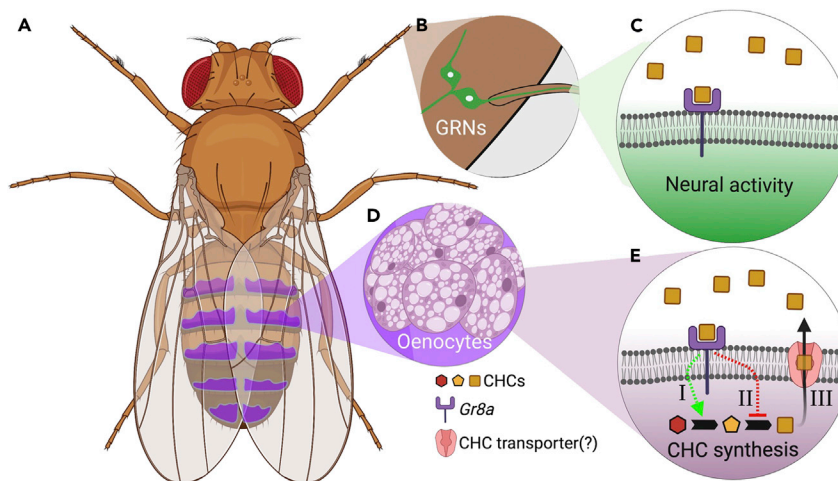 A
B
GRNs
C
Neural activity
D
Oenocytes
CHCs
Gr8a
CHC transporter(?)
E
I
II
III
CHC synthesis